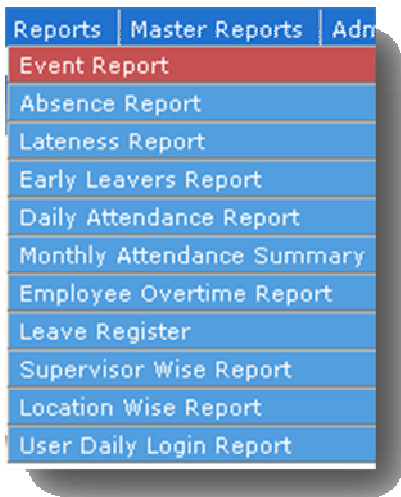 Reports Master Reports Adm
Event Report
Absence Report
Lateness Report
Early Leavers Report
Daily Attendance Report
Monthly Attendance Summary
Employee Overtime Report
Leave Register
Supervisor Wise Report
Location Wise Report
User Daily Login Report